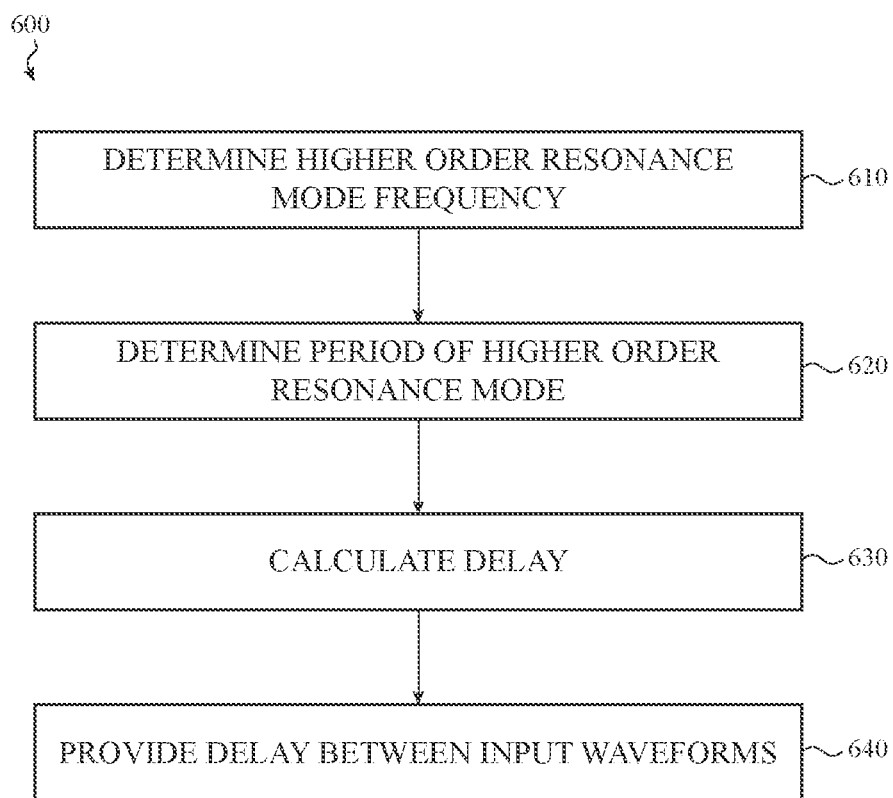 600
DETERMINE HIGHER ORDER RESONANCE
MODE FREQUENCY
610
DETERMINE PERIOD OF HIGHER ORDER
RESONANCE MODE
620
CALCULATE DELAY
630
PROVIDE DELAY BETWEEN INPUT WAVEFORMS
640